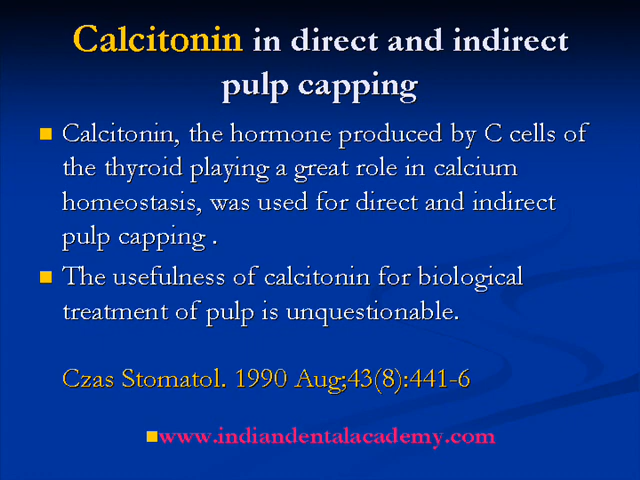 Calcitonin in direct and indirect
pulp capping
Calcitonin, the hormone produced by C cells of
the thyroid playing a great role in calcium
homeostasis, was used for direct and indirect
pulp capping .
The usefulness of calcitonin for biological
treatment of pulp is unquestionable.
Czas Stomatol. 1990 Aug;43(8):441-6
www.indiandentalacademy.com